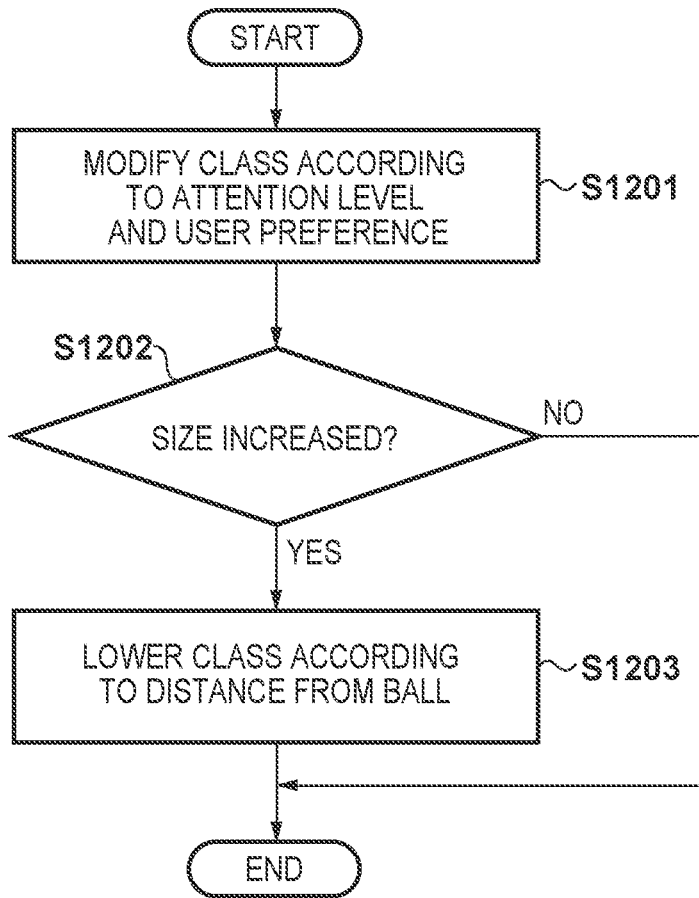 START
MODIFY CLASS ACCORDING
TO ATTENTION LEVEL
AND USER PREFERENCE
S1201
S1202
SIZE INCREASED?
NO
YES
LOWER CLASS ACCORDING
TO DISTANCE FROM BALL
S1203
END